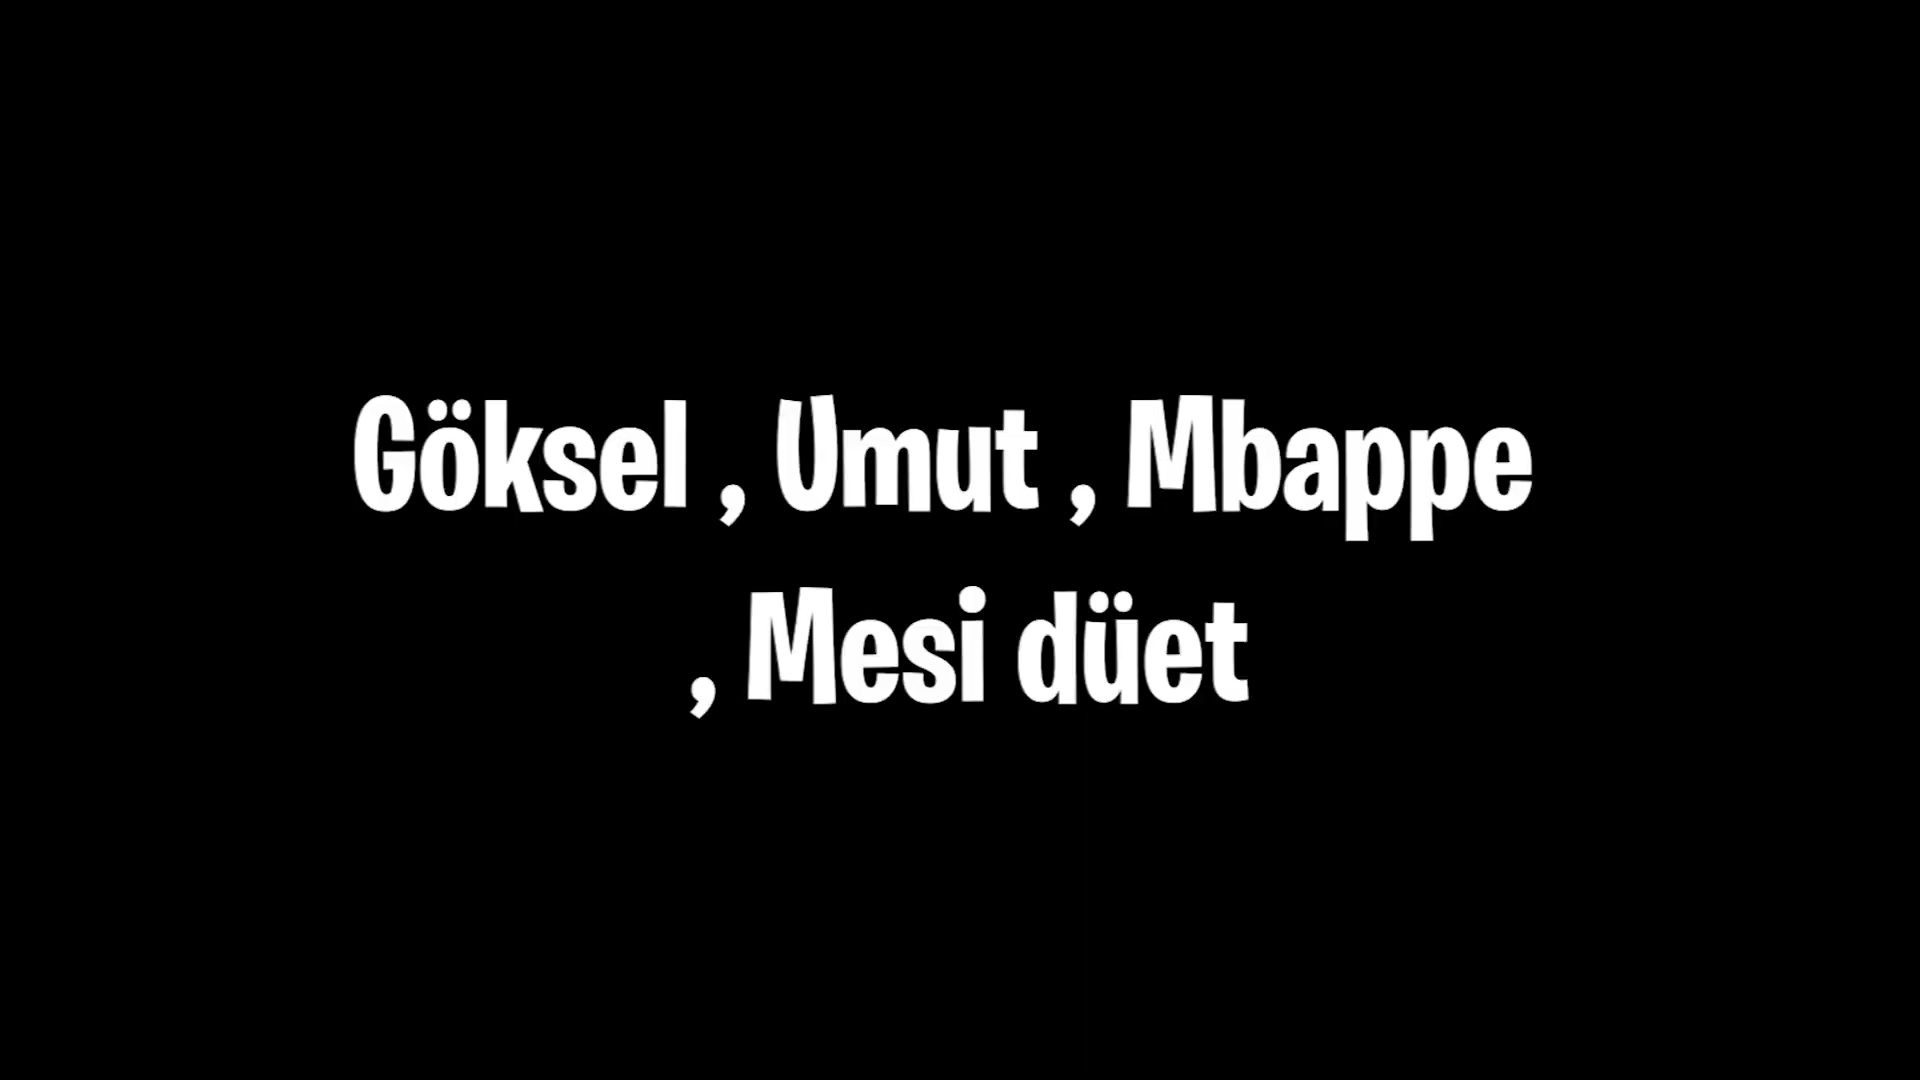 Göksel , Umut , Mbappe
, Mesi düet